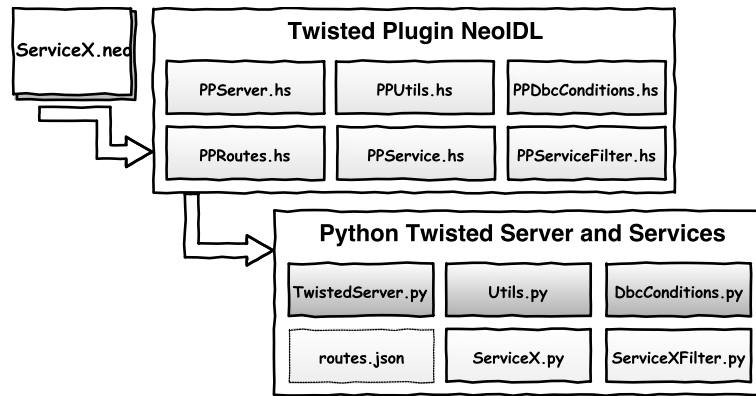 Twisted Plugin NeoIDL
ServiceX.neo
PPServer.hs
PPUtils.hs
PPDbcConditions.hs
PPRoutes.hs
PPService.hs
PPServiceFilter.hs
Python Twisted Server and Services
TwistedServer.py
Utils.py
DbcConditions.py
routes.json
ServiceX.py
ServiceXFilter.py